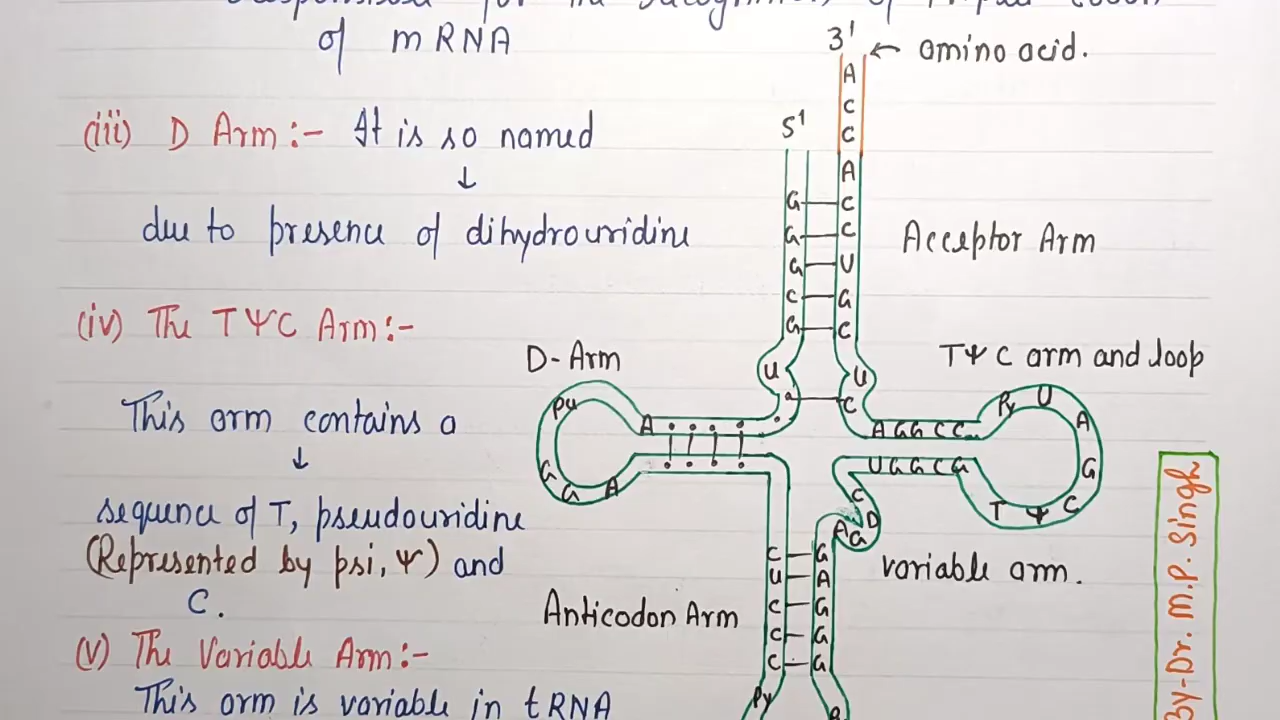 of mRNA
(iii) D Arm:- It is so named
↓
due to presence of dihydrouridine
(iv) The TΨC Arm:-
This arm contains a
↓
sequence of T, pseudouridine
(Represented by psi, Ψ) and
C.
(v) The Variable Arm:-
This arm is variable in tRNA
3'
← amino acid.
A
C
C
5'
A
G C
G C
G U
C G
G C
Acceptor Arm
U U
C
D-Arm
TΨC arm and loop
Pu
A
G
G
A
A G G C C
Py U
A
G
C
Ψ
T
U G G C G
C
D
G
A
variable arm.
C G
U A
C G
C G
C G
Anticodon Arm
Py
By-Dr. M.P. Singh